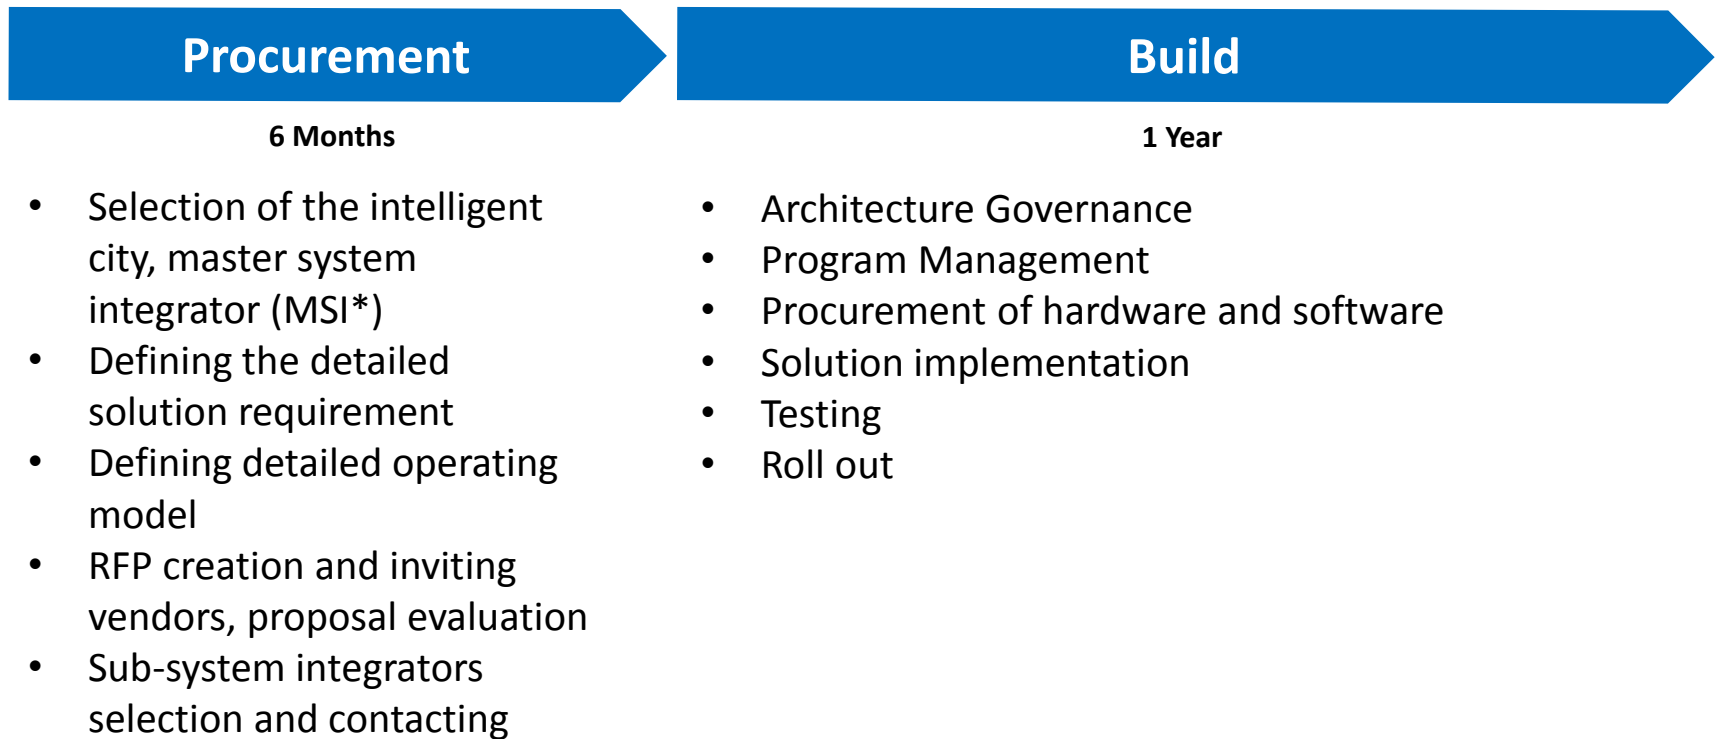 Procurement
6 Months
• Selection of the intelligent
city, master system
integrator (MSI*)
• Defining the detailed
solution requirement
• Defining detailed operating
model
• RFP creation and inviting
vendors, proposal evaluation
• Sub-system integrators
selection and contacting
Build
1 Year
• Architecture Governance
• Program Management
• Procurement of hardware and software
• Solution implementation
• Testing
• Roll out